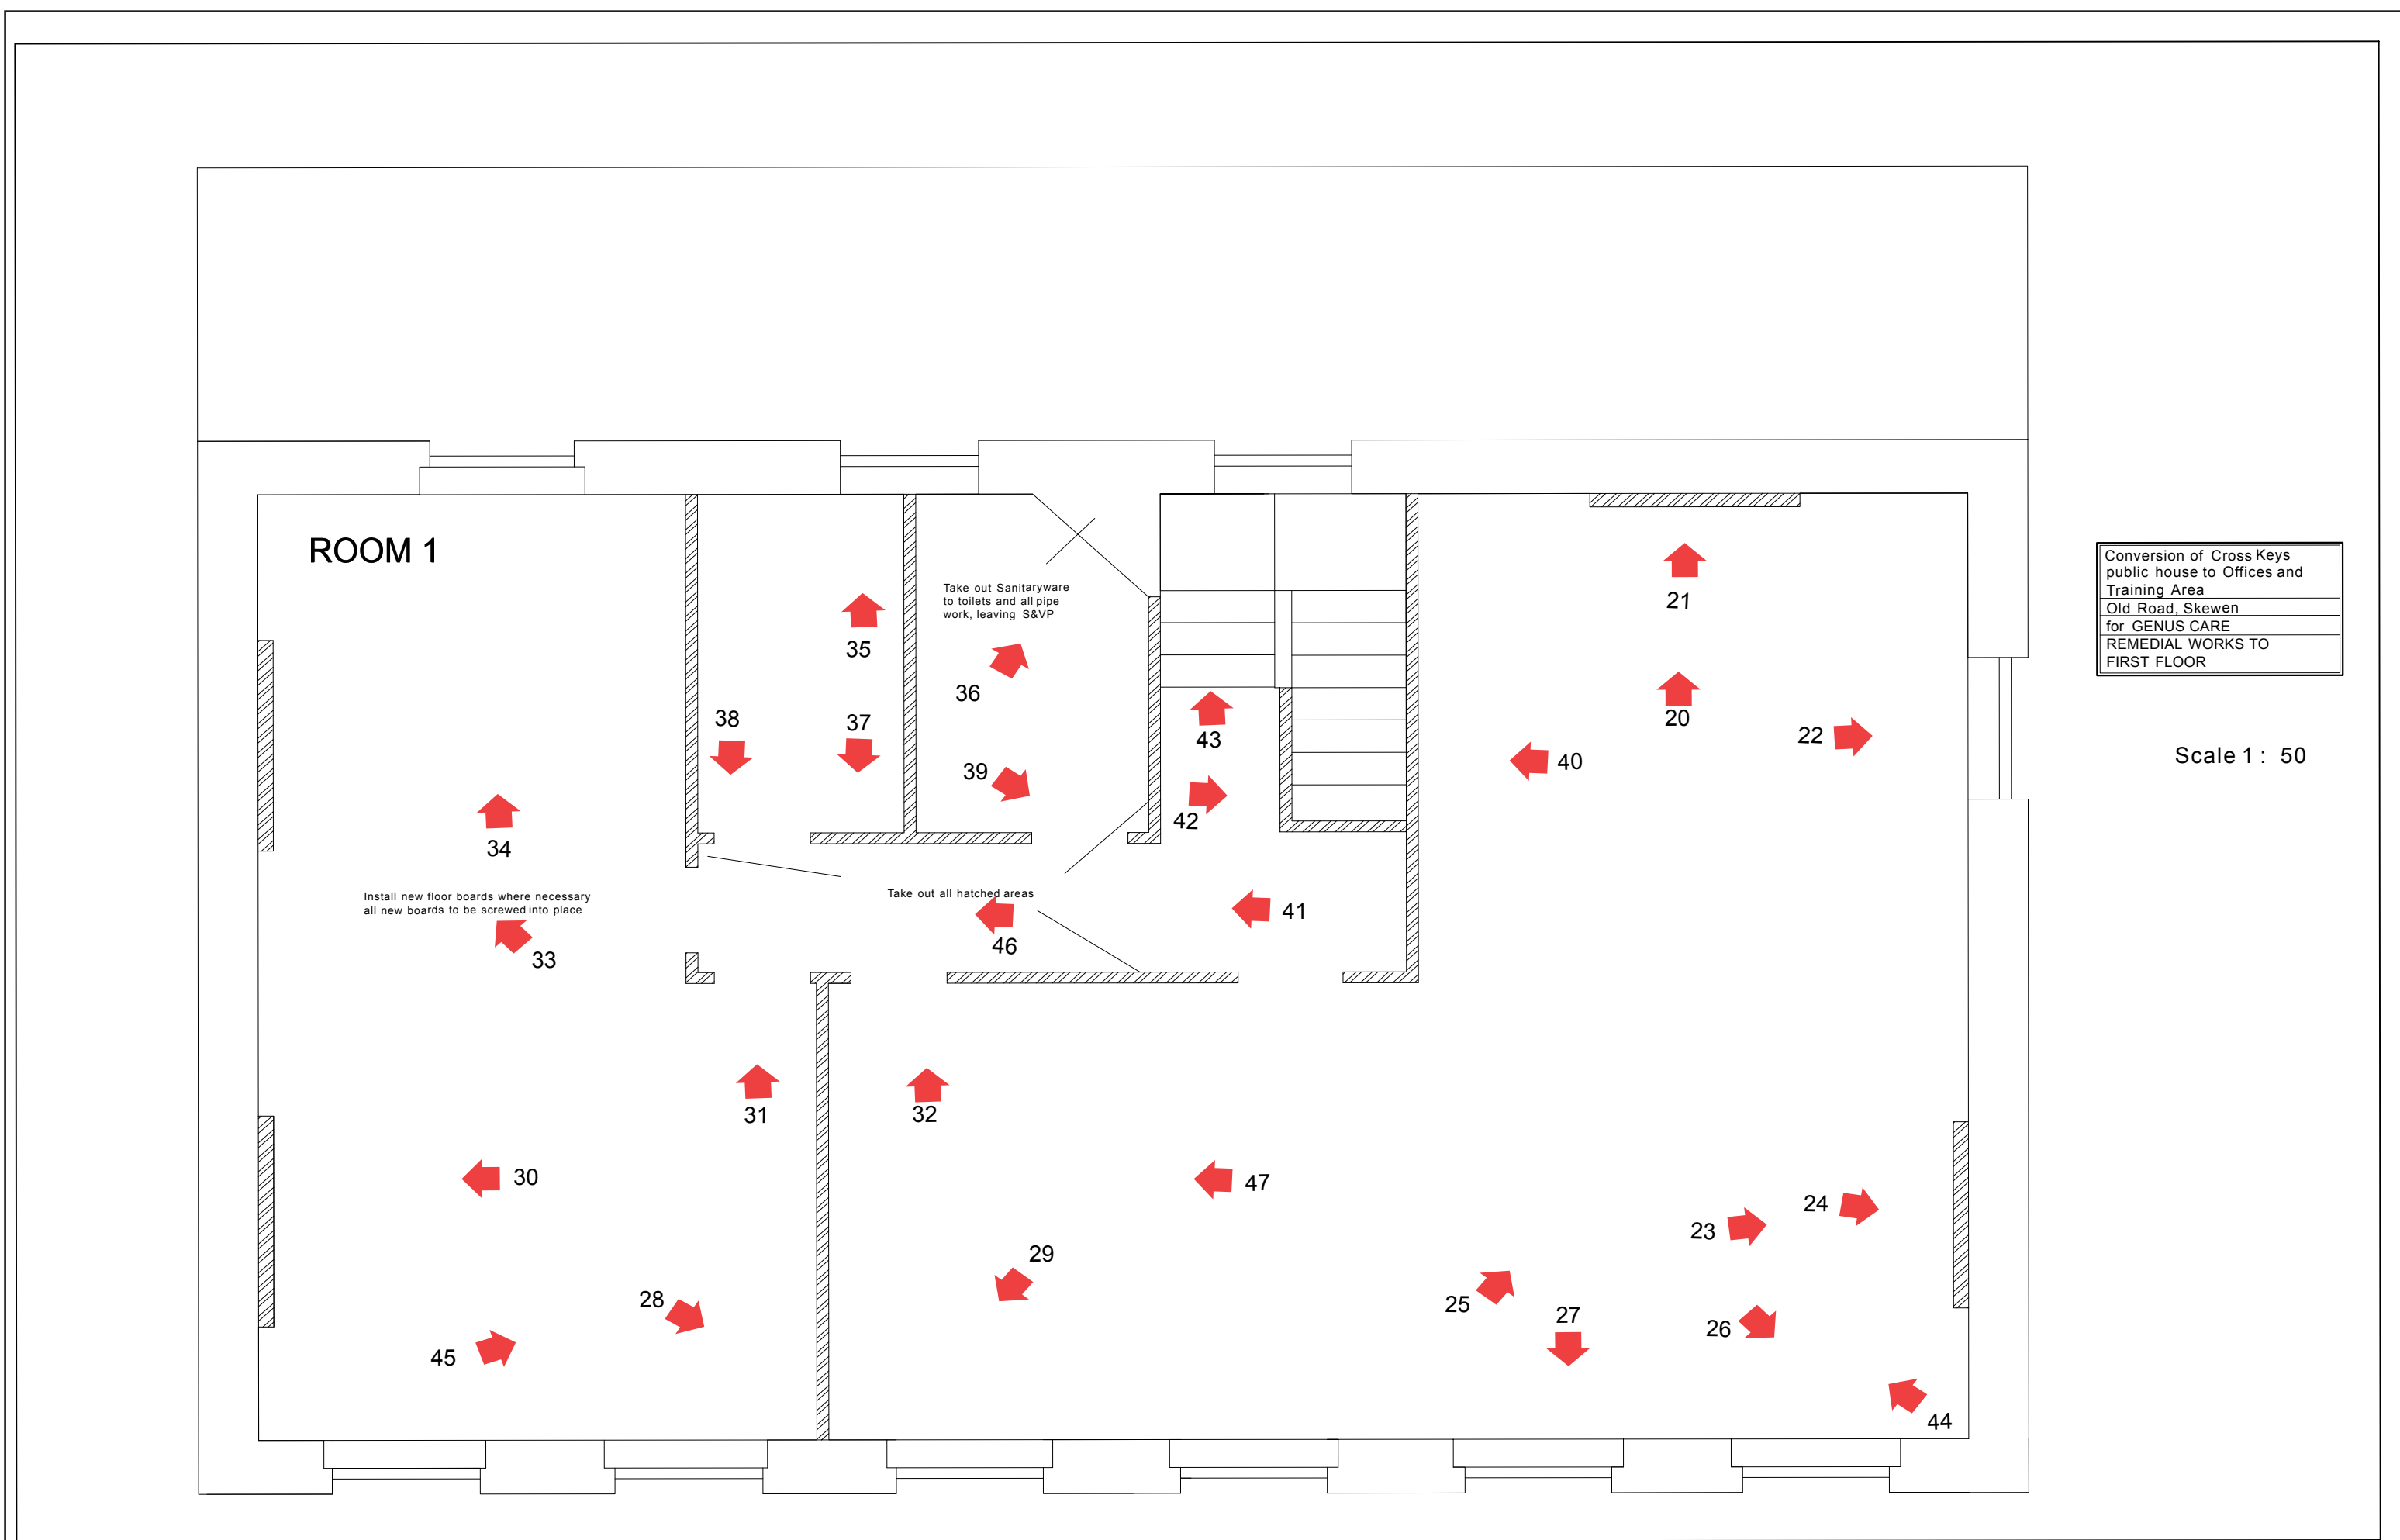 ROOM 1
Conversion of Cross Keys
public house to Offices and
Training Area
Old Road, Skewen
for GENUS CARE
REMEDIAL WORKS TO
FIRST FLOOR
Take out Sanitaryware
to toilets and all pipe
work, leaving S&VP
21
35
36
38
37
43
20
22
Scale 1 : 50
39
40
42
34
Install new floor boards where necessary
all new boards to be screwed into place
Take out all hatched areas
41
46
33
31
32
30
47
24
23
29
28
25
27
26
45
44